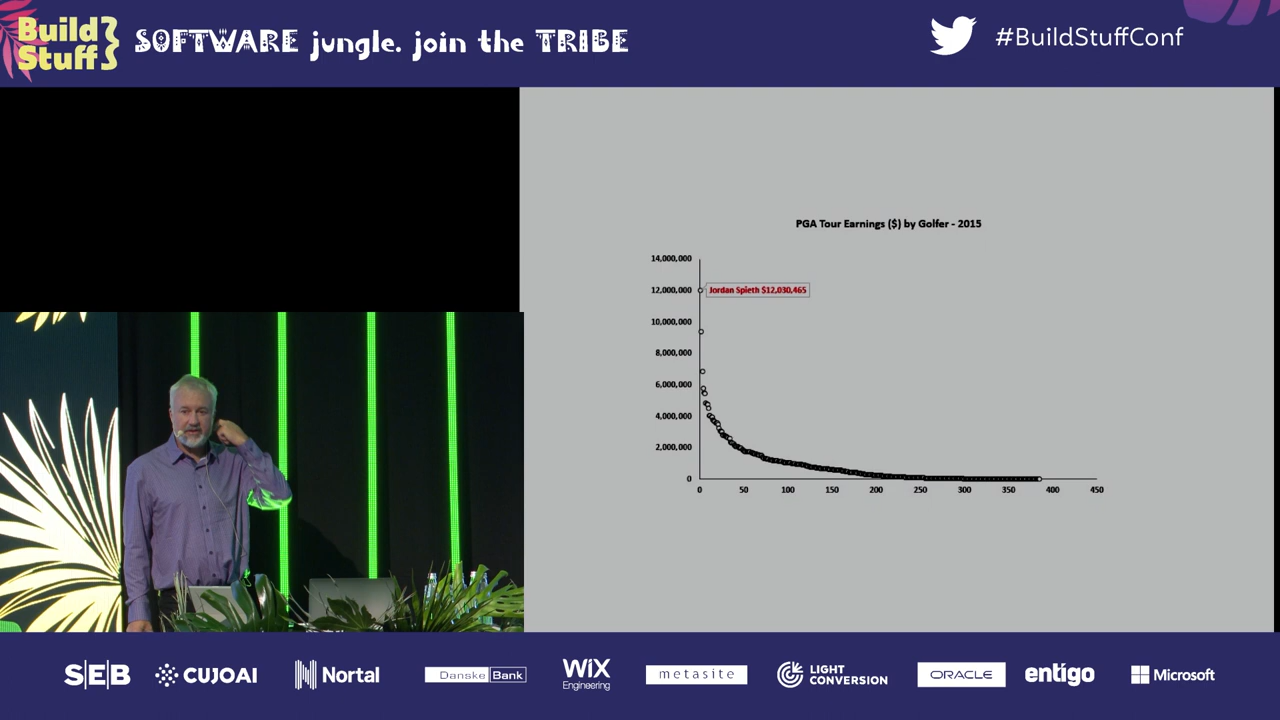 Build
Stuff}
SOFTWARE jungle. join the TRIBE
#BuildStuffConf
PGA Tour Earnings ($) by Golfer - 2015
14,000,000
12,000,000
10,000,000
8,000,000
6,000,000
4,000,000
2,000,000
0
Jordan Spieth $12,030,465
0 50 100 150 200 250 300 350 400 450
S|E|B
CUJOAI
Nortal
Danske Bank
WiX
Engineering
metasite
LIGHT
CONVERSION
ORACLE
entigo
Microsoft